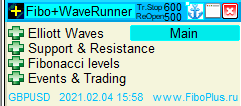 Fibo+WaveRunner Tr.Stop 600
ReOpen 500
Elliott Waves Main
Support & Resistance
Fibonacci levels
Events & Trading
GBPUSD 2021.02.04 15:58 www.FiboPlus.ru